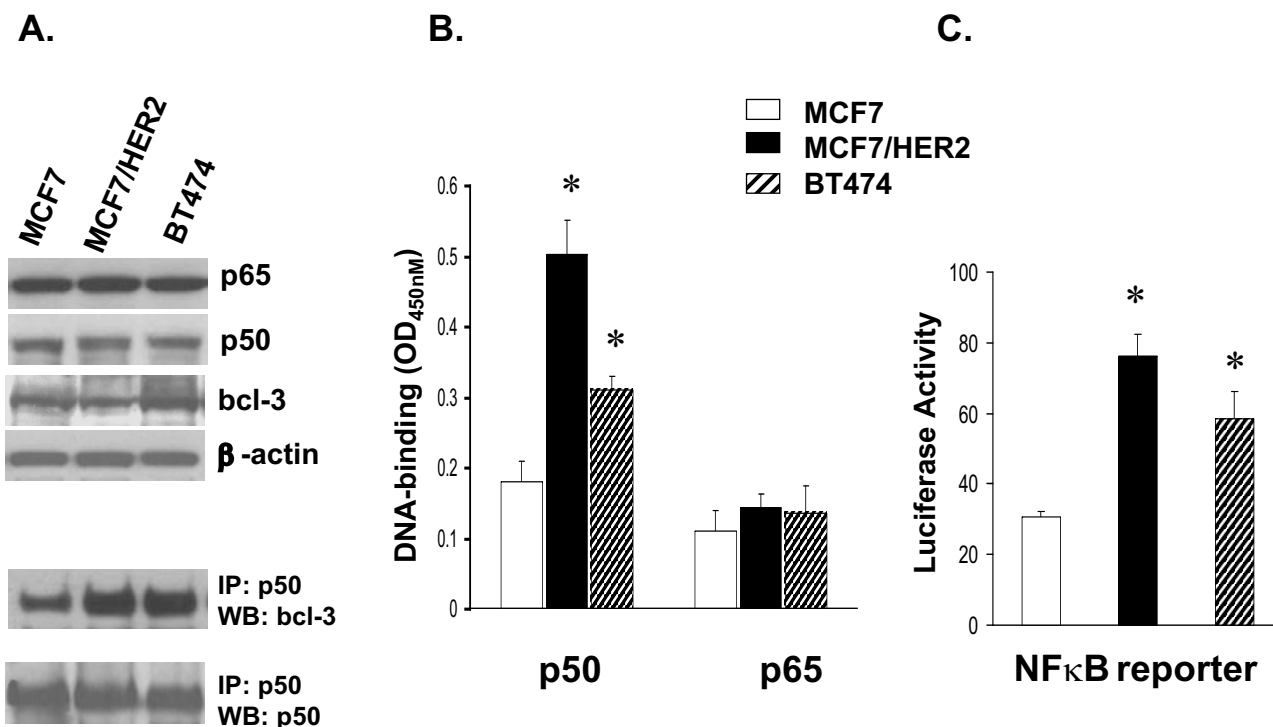 A.
MCF7
MCF7/HER2
BT474
p65
p50
bcl-3
β-actin
IP: p50
WB: bcl-3
IP: p50
WB: p50
B.
MCF7
MCF7/HER2
BT474
DNA-binding (OD450nM)
0.6
0.5
0.4
0.3
0.2
0.1
0
*
*
p50
p65
C.
Luciferase Activity
100
80
60
40
20
0
*
*
NFκB reporter